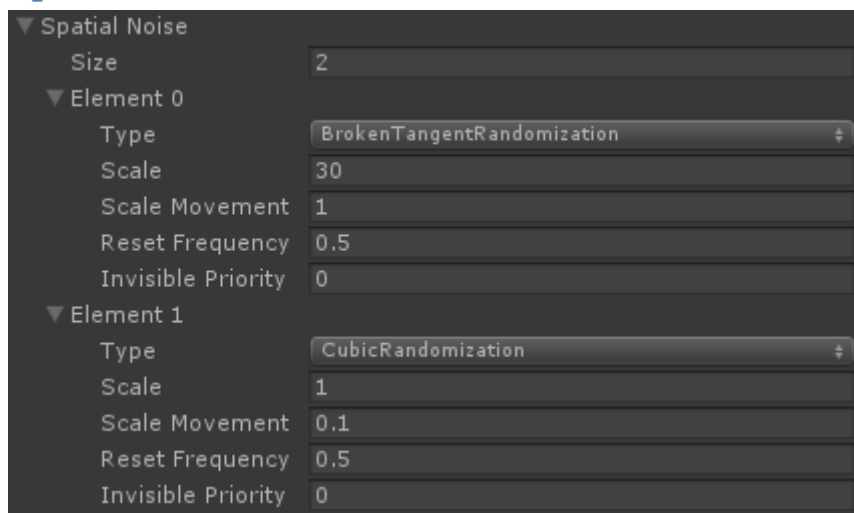 Spatial Noise
Size 2
Element 0
Type BrokenTangentRandomization
Scale 30
Scale Movement 1
Reset Frequency 0.5
Invisible Priority 0
Element 1
Type CubicRandomization
Scale 1
Scale Movement 0.1
Reset Frequency 0.5
Invisible Priority 0